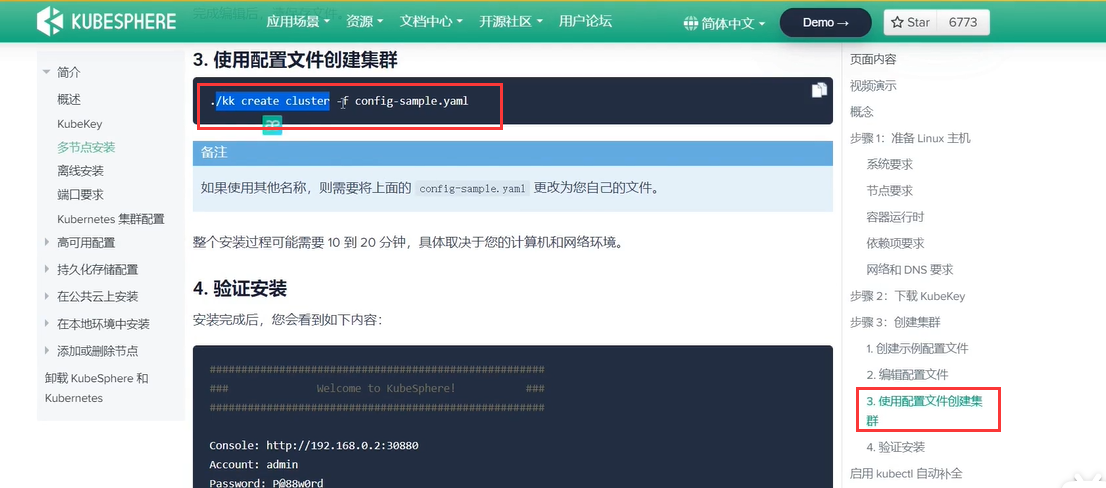 完成编辑后，请保存文件。
KUBESPHERE
应用场景
资源
文档中心
开源社区
用户论坛
简体中文
Demo →
Star
6773
简介
概述
KubeKey
多节点安装
离线安装
端口要求
Kubernetes 集群配置
高可用配置
持久化存储配置
在公共云上安装
在本地环境中安装
添加或删除节点
卸载 KubeSphere 和
Kubernetes
3. 使用配置文件创建集群
./kk create cluster -f config-sample.yaml
备注
如果使用其他名称，则需要将上面的 config-sample.yaml 更改为您自己的文件。
整个安装过程可能需要 10 到 20 分钟，具体取决于您的计算机和网络环境。
4. 验证安装
安装完成后，您会看到如下内容：
#####################################################
### Welcome to KubeSphere! ###
#####################################################
Console: http://192.168.0.2:30880
Account: admin
Password: P@88w0rd
页面内容
视频演示
概念
步骤 1：准备 Linux 主机
系统要求
节点要求
容器运行时
依赖项要求
网络和 DNS 要求
步骤 2：下载 KubeKey
步骤 3：创建集群
1. 创建示例配置文件
2. 编辑配置文件
3. 使用配置文件创建集
群
4. 验证安装
启用 kubectl 自动补全